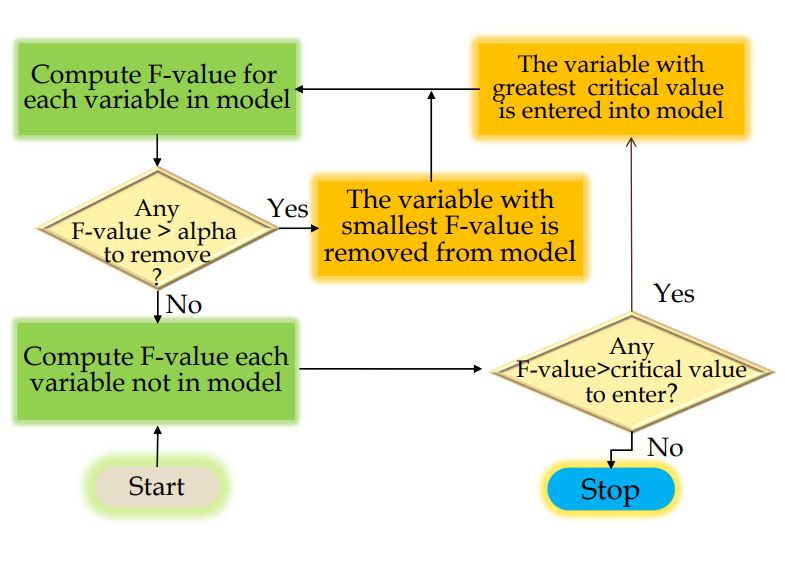 Compute F-value for
each variable in model
The variable with
greatest critical value
is entered into model
Any
F-value > alpha
to remove
?
Yes
The variable with
smallest F-value is
removed from model
No
Yes
Compute F-value each
variable not in model
Any
F-value>critical value
to enter?
No
Start
Stop